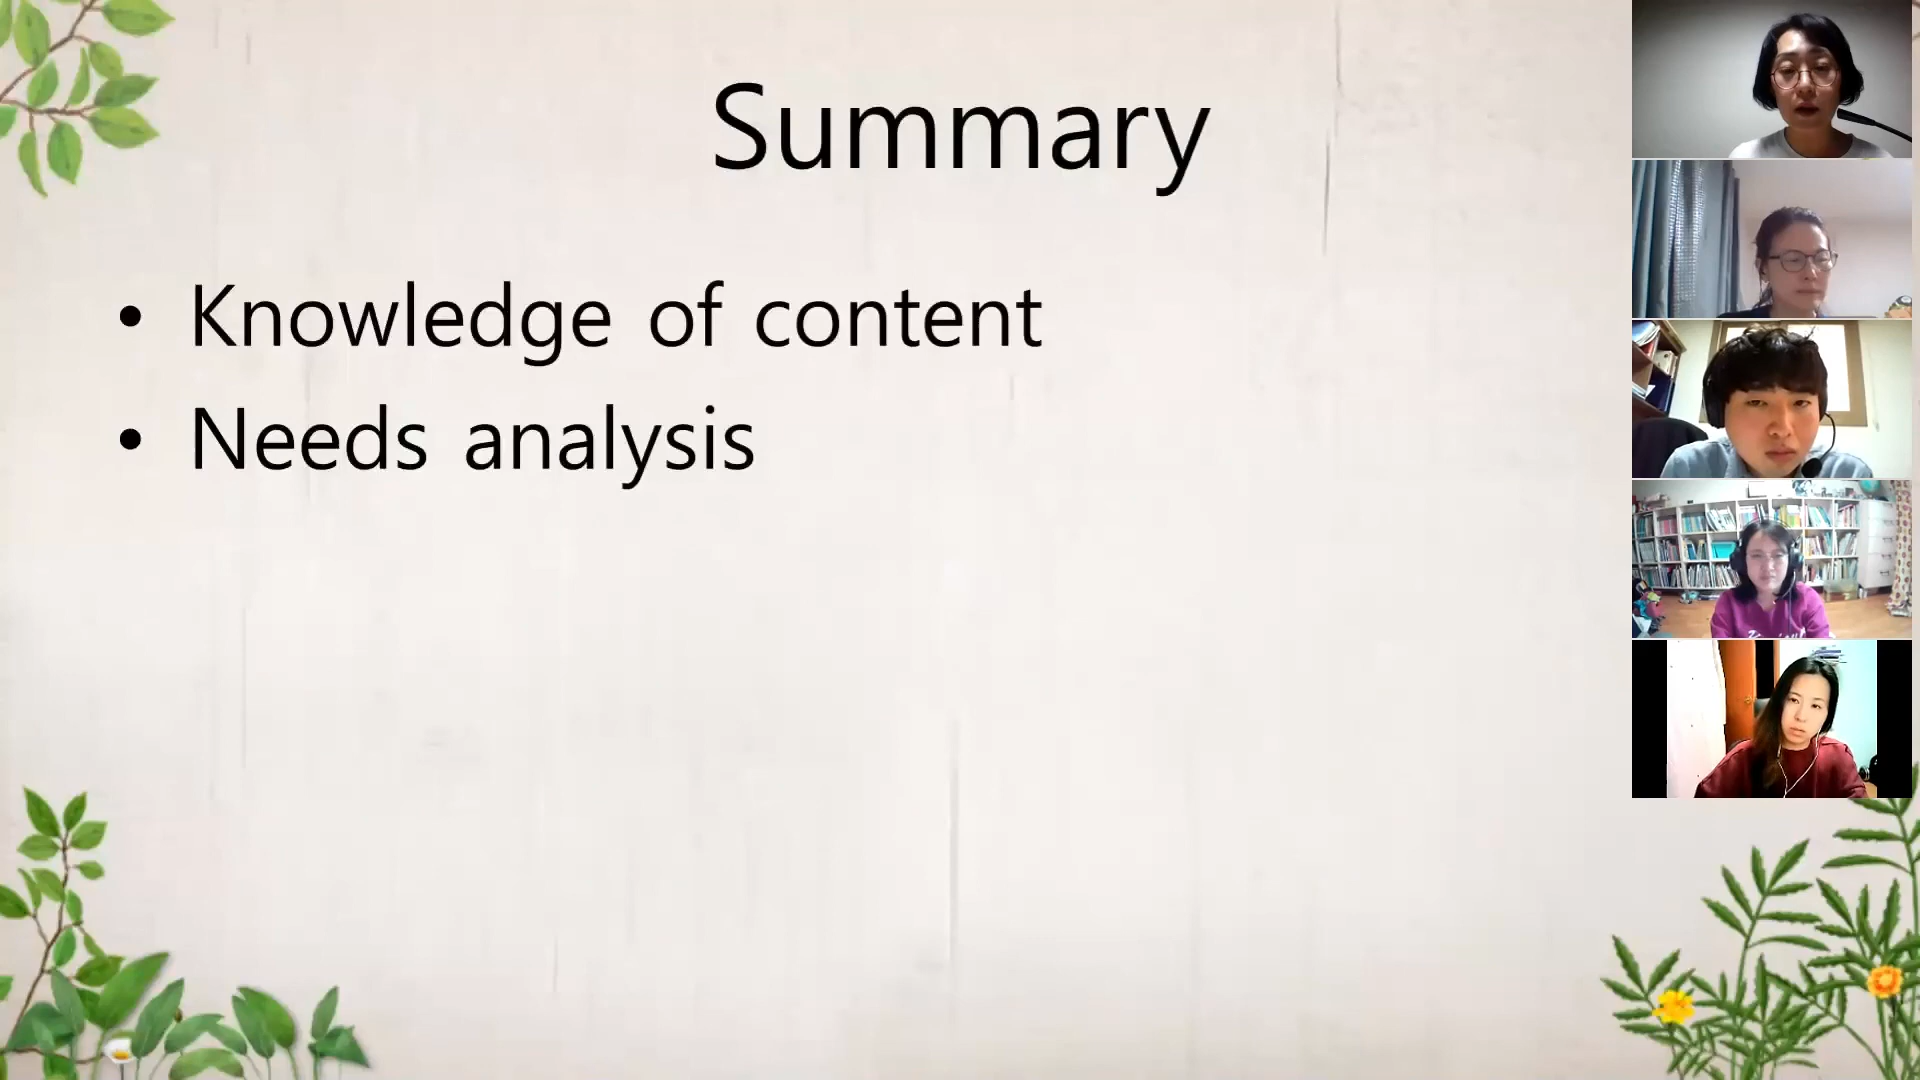 Summary
• Knowledge of content
• Needs analysis